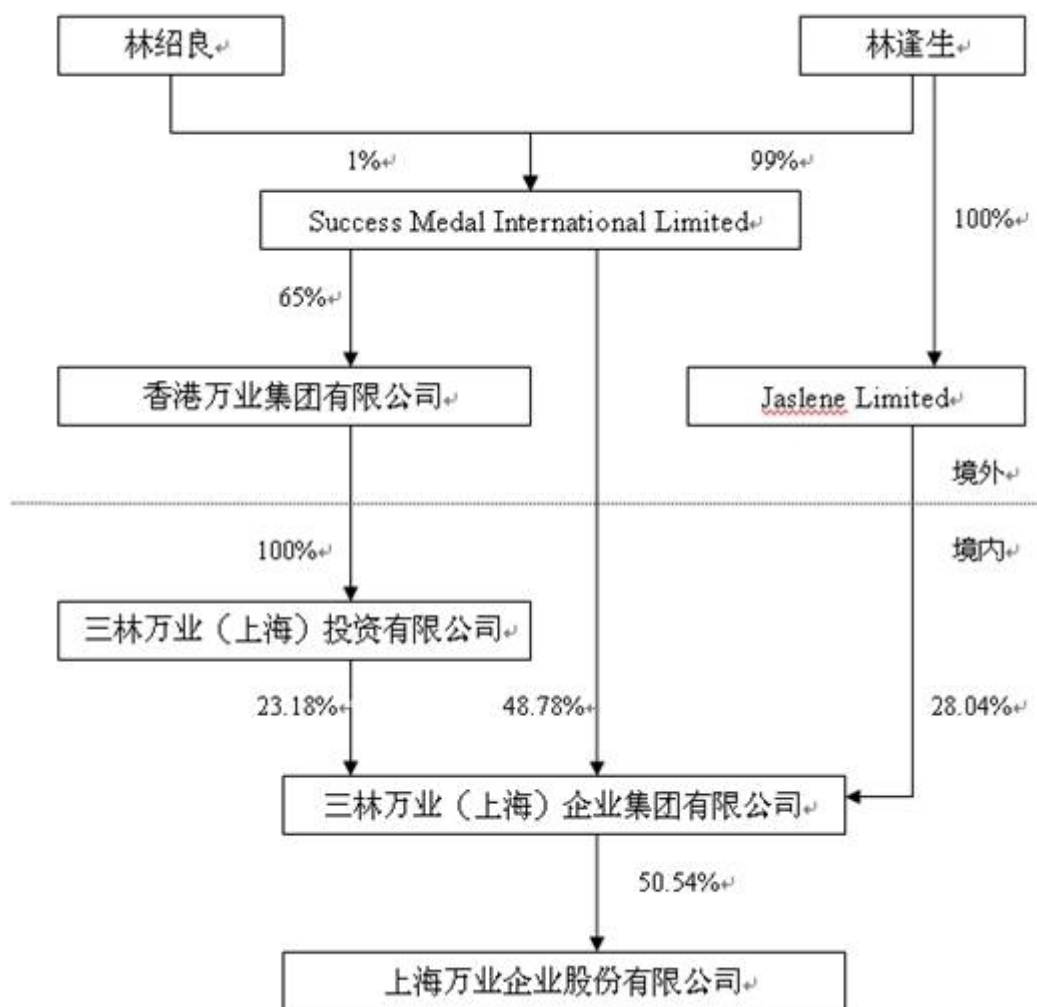 林绍良
林逢生
1%
99%
Success Medal International Limited
100%
65%
香港万业集团有限公司
Jaslene Limited
境外
100%
境内
三林万业（上海）投资有限公司
23.18%
48.78%
28.04%
三林万业（上海）企业集团有限公司
50.54%
上海万业企业股份有限公司